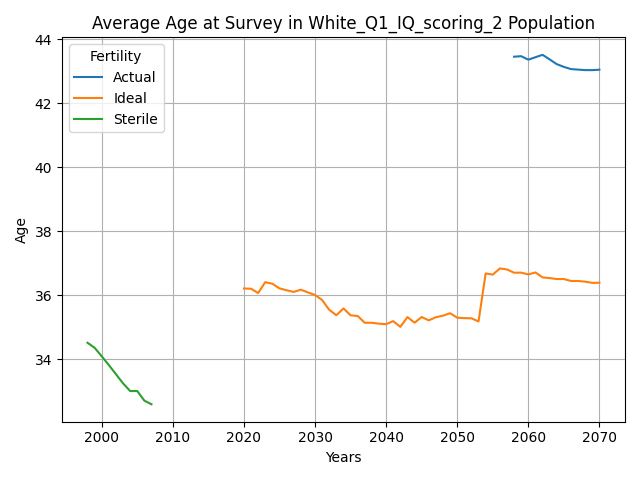 Average Age at Survey in White_Q1_IQ_scoring_2 Population
Fertility
Actual
Ideal
Sterile
44
42
40
38
36
34
Age
2000
2010
2020
2030
2040
2050
2060
2070
Years